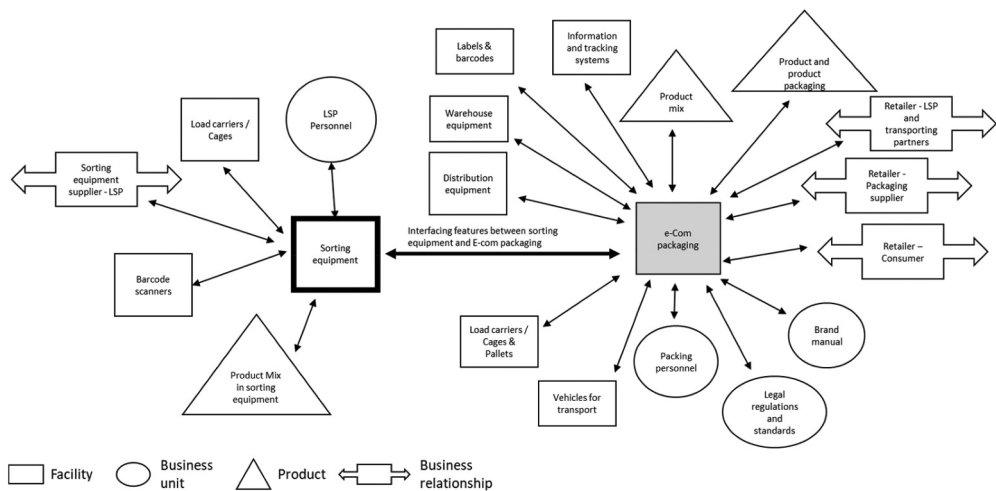 Labels &
barcodes
Information
and tracking
systems
Product
mix
Product and
product
packaging
Load carriers /
Cages
LSP
Personnel
Warehouse
equipment
Retailer - LSP
and
transporting
partners
Sorting
equipment
supplier - LSP
Distribution
equipment
Retailer -
Packaging
supplier
Sorting
equipment
Interfacing features between sorting
equipment and E-com packaging
e-Com
packaging
Retailer –
Consumer
Barcode
scanners
Load carriers /
Cages &
Pallets
Packing
personnel
Brand
manual
Product Mix
in sorting
equipment
Vehicles for
transport
Legal
regulations
and
standards
Facility
Business
unit
Product
Business
relationship